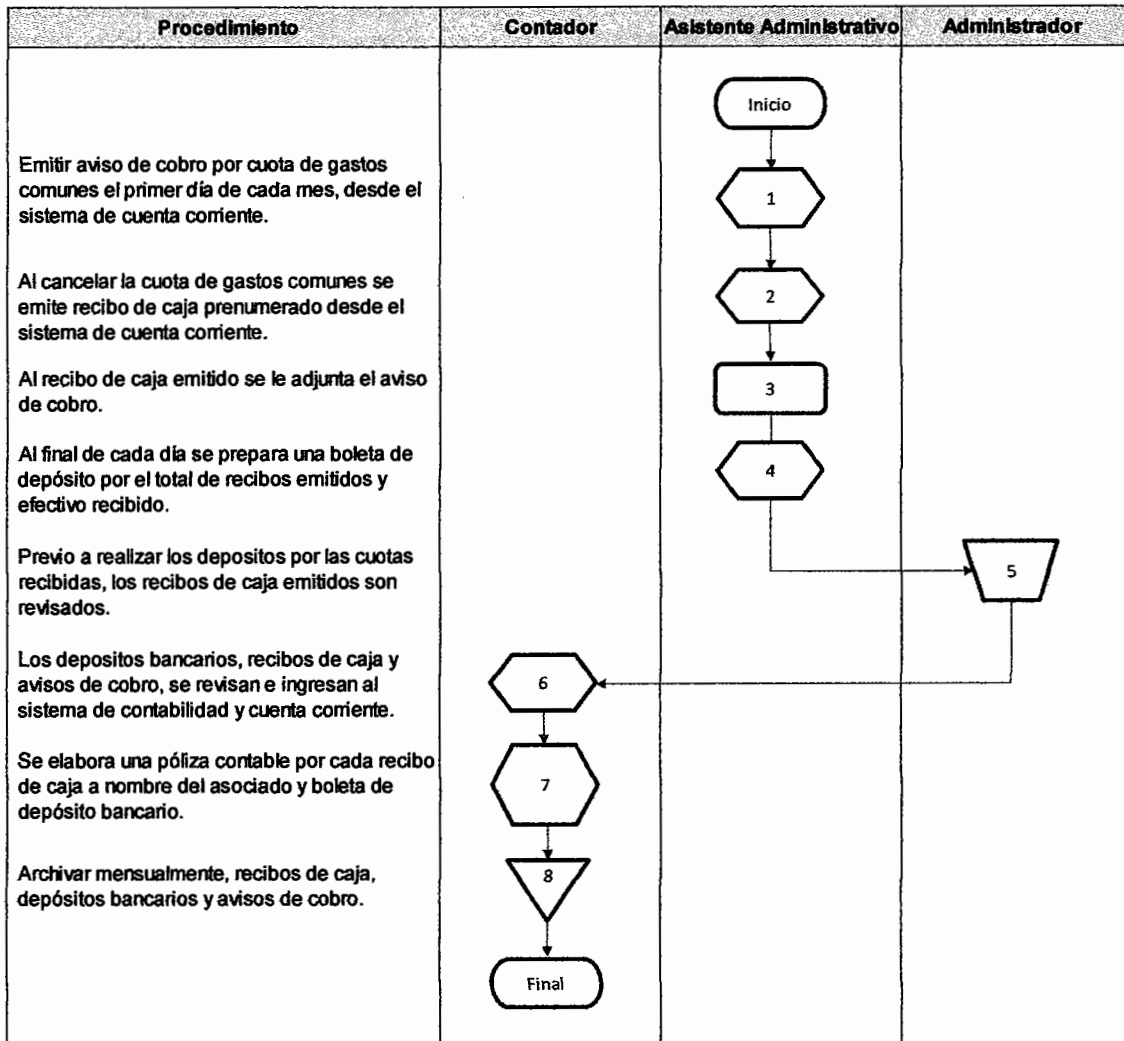 Procedimiento Contador Asistente Administrativo Administrador
Inicio
Emitir aviso de cobro por cuota de gastos
comunes el primer día de cada mes, desde el
sistema de cuenta corriente.
1
Al cancelar la cuota de gastos comunes se
emite recibo de caja prenumerado desde el
sistema de cuenta corriente.
2
Al recibo de caja emitido se le adjunta el aviso
de cobro.
3
Al final de cada día se prepara una boleta de
depósito por el total de recibos emitidos y
efectivo recibido.
4
Previo a realizar los depositos por las cuotas
recibidas, los recibos de caja emitidos son
revisados.
5
Los depositos bancarios, recibos de caja y
avisos de cobro, se revisan e ingresan al
sistema de contabilidad y cuenta corriente.
6
Se elabora una póliza contable por cada recibo
de caja a nombre del asociado y boleta de
depósito bancario.
7
Archivar mensualmente, recibos de caja,
depósitos bancarios y avisos de cobro.
8
Final